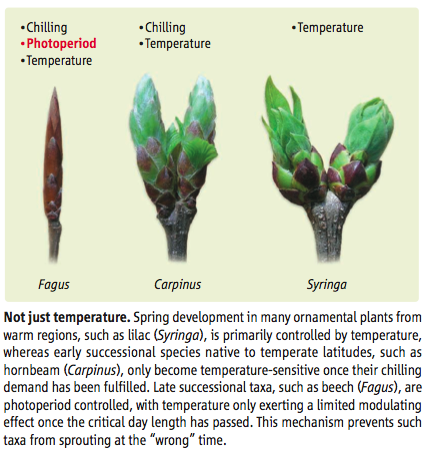 •Chilling
•Photoperiod
•Temperature
•Chilling
•Temperature
•Temperature
Fagus
Carpinus
Syringa
Not just temperature. Spring development in many ornamental plants from
warm regions, such as lilac (Syringa), is primarily controlled by temperature,
whereas early successional species native to temperate latitudes, such as
hornbeam (Carpinus), only become temperature-sensitive once their chilling
demand has been fulfilled. Late successional taxa, such as beech (Fagus), are
photoperiod controlled, with temperature only exerting a limited modulating
effect once the critical day length has passed. This mechanism prevents such
taxa from sprouting at the “wrong” time.